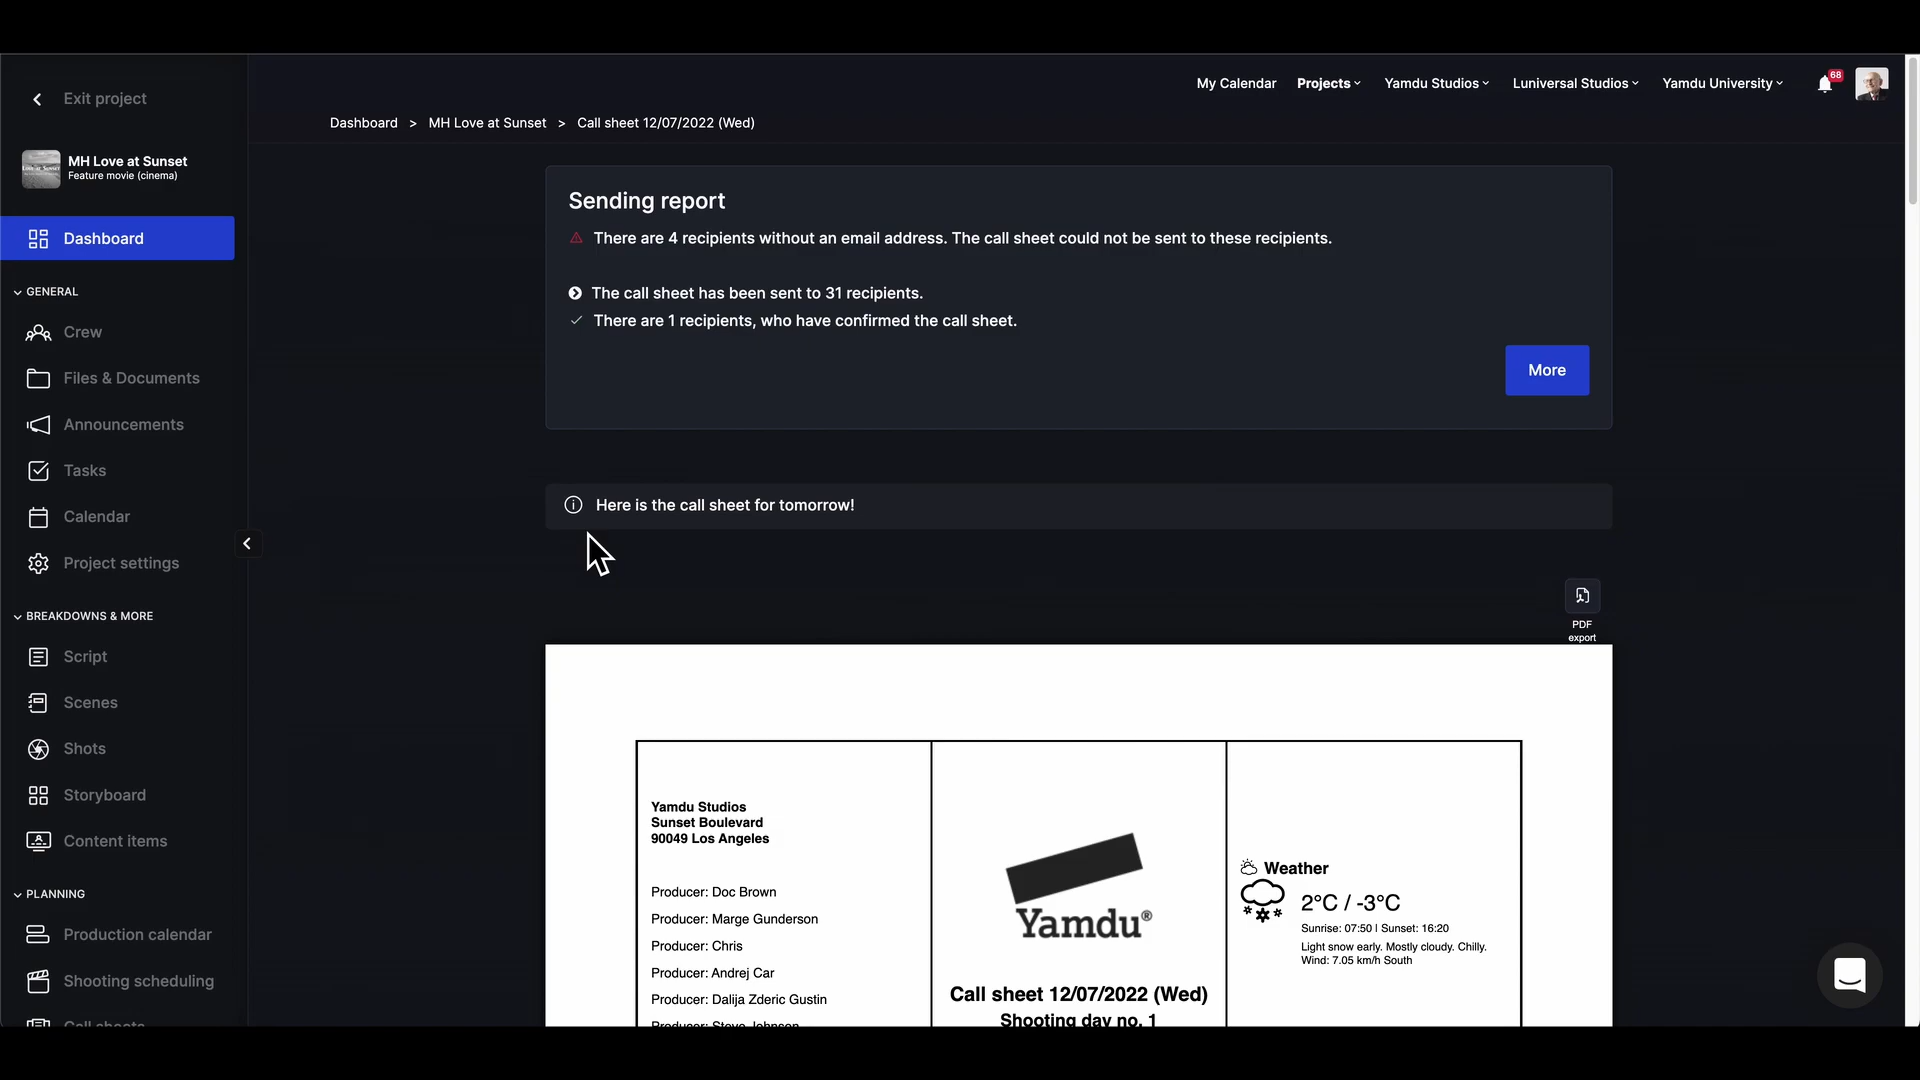 Exit project
MH Love at Sunset
Feature movie (cinema)
Dashboard
GENERAL
Crew
Files & Documents
Announcements
Tasks
Calendar
Project settings
BREAKDOWNS & MORE
Script
Scenes
Shots
Storyboard
Content items
PLANNING
Production calendar
Shooting scheduling
Call sheets
My Calendar Projects Yamdu Studios Luniversal Studios Yamdu University 68
Dashboard > MH Love at Sunset > Call sheet 12/07/2022 (Wed)
Sending report
There are 4 recipients without an email address. The call sheet could not be sent to these recipients.
The call sheet has been sent to 31 recipients.
There are 1 recipients, who have confirmed the call sheet.
More
Here is the call sheet for tomorrow!
PDF
export
Yamdu Studios
Sunset Boulevard
90049 Los Angeles
Producer: Doc Brown
Producer: Marge Gunderson
Producer: Chris
Producer: Andrej Car
Producer: Dalija Zderic Gustin
Producer: Steve Johnson
Yamdu®
Call sheet 12/07/2022 (Wed)
Shooting day no. 1
Weather
2°C / -3°C
Sunrise: 07:50 | Sunset: 16:20
Light snow early. Mostly cloudy. Chilly.
Wind: 7.05 km/h South